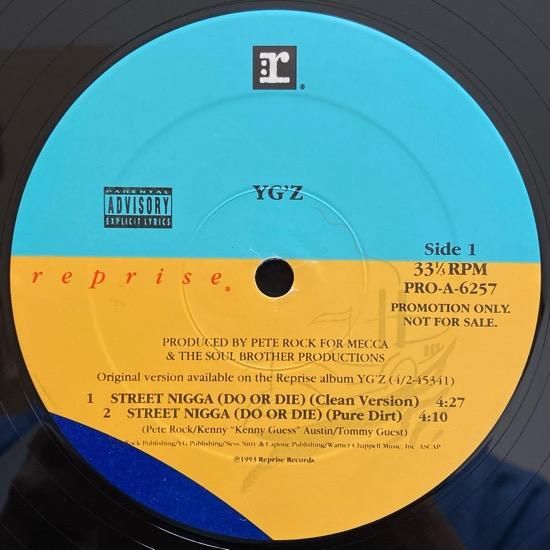 r
®
YG'Z
PARENTAL
ADVISORY
EXPLICIT LYRICS
Side 1
reprise®
33⅓ RPM
PRO-A-6257
PROMOTION ONLY.
NOT FOR SALE.
PRODUCED BY PETE ROCK FOR MECCA
& THE SOUL BROTHER PRODUCTIONS
Original version available on the Reprise album YG'Z (4/2-45341)
1 STREET NIGGA (DO OR DIE) (Clean Version) 4:27
2 STREET NIGGA (DO OR DIE) (Pure Dirt) 4:10
(Pete Rock/Kenny "Kenny Guess" Austin/Tommy Guest)
Rock Publishing/YG Publishing/Ness Nitty & Capone Publishing/Warner Chappell Music, Inc. ASCAP
℗1993 Reprise Records